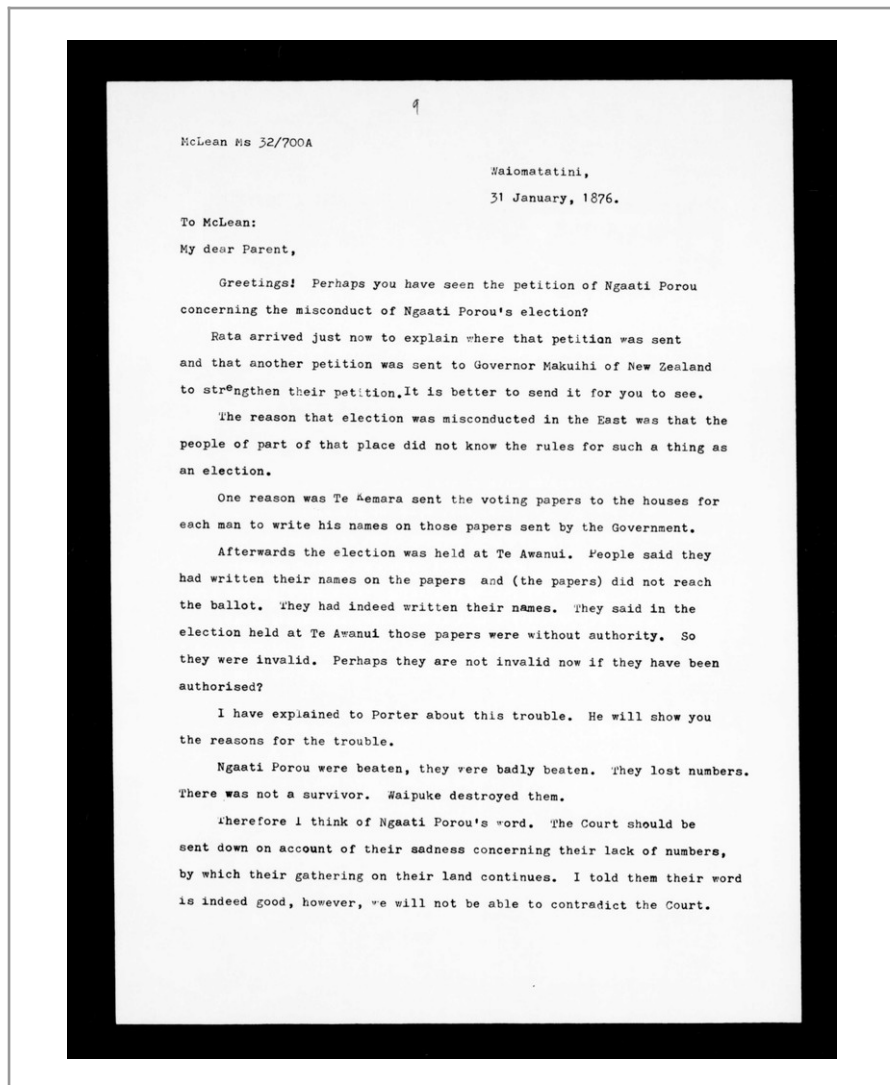 9
McLean Ms 32/700A
Waiomatatini,
31 January, 1876.
To McLean:
My dear Parent,
Greetings! Perhaps you have seen the petition of Ngaati Porou
concerning the misconduct of Ngaati Porou's election?
Rata arrived just now to explain where that petition was sent
and that another petition was sent to Governor Makuihi of New Zealand
to strengthen their petition.It is better to send it for you to see.
The reason that election was misconducted in the East was that the
people of part of that place did not know the rules for such a thing as
an election.
One reason was Te Kemara sent the voting papers to the houses for
each man to write his names on those papers sent by the Government.
Afterwards the election was held at Te Awanui. People said they
had written their names on the papers and (the papers) did not reach
the ballot. They had indeed written their names. They said in the
election held at Te Awanui those papers were without authority. So
they were invalid. Perhaps they are not invalid now if they have been
authorised?
I have explained to Porter about this trouble. He will show you
the reasons for the trouble.
Ngaati Porou were beaten, they were badly beaten. They lost numbers.
There was not a survivor. Waipuke destroyed them.
Therefore I think of Ngaati Porou's word. The Court should be
sent down on account of their sadness concerning their lack of numbers,
by which their gathering on their land continues. I told them their word
is indeed good, however, we will not be able to contradict the Court.